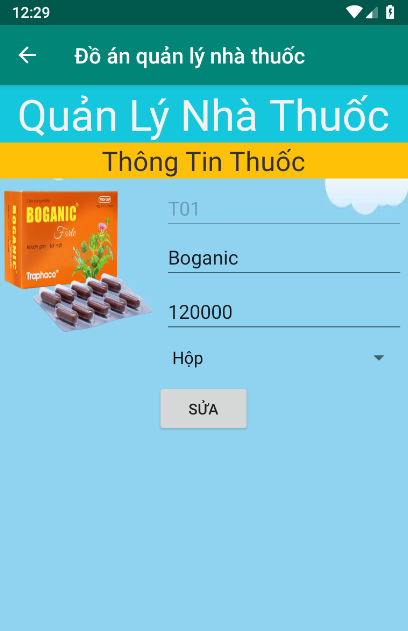 12:29
Đồ án quản lý nhà thuốc
Quản Lý Nhà Thuốc
Thông Tin Thuốc
T01
Boganic
120000
Hộp
SỬA
BOGANIC
Forte
Traphaco